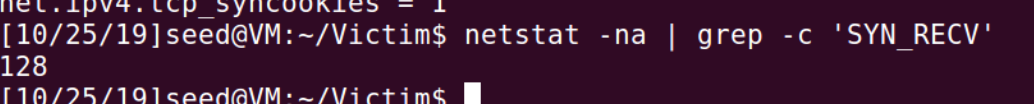 net.ipv4.tcp_syncookies = 1
[10/25/19]seed@VM:~/Victim$ netstat -na | grep -c 'SYN_RECV'
128
[10/25/19]seed@VM:~/Victim$